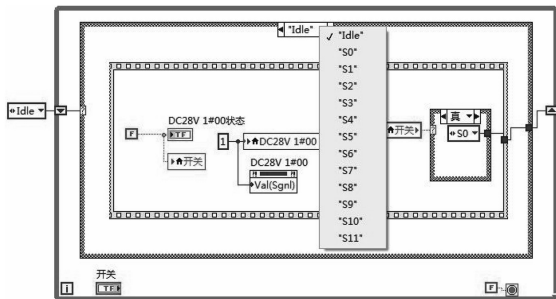 "Idle"
"Idle"
"S0"
"S1"
"S2"
"S3"
"S4"
"S5"
"S6"
"S7"
"S8"
"S9"
"S10"
"S11"
Idle
DC28V 1#00状态
F
TF
开关
1
DC28V 1#00
DC28V 1#00
Val(Sgnl)
开关
真
S0
i
开关
TF
F